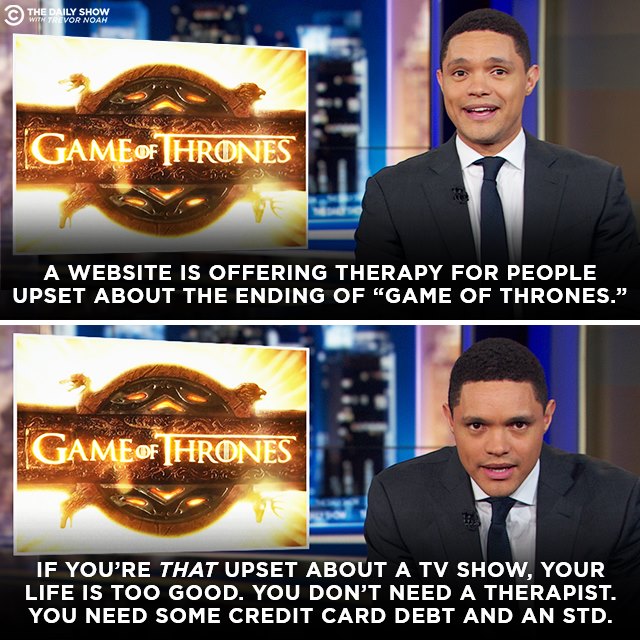 THE DAILY SHOW
WITH TREVOR NOAH
GAME OF THRONES
A WEBSITE IS OFFERING THERAPY FOR PEOPLE
UPSET ABOUT THE ENDING OF “GAME OF THRONES.”
GAME OF THRONES
IF YOU’RE THAT UPSET ABOUT A TV SHOW, YOUR
LIFE IS TOO GOOD. YOU DON’T NEED A THERAPIST.
YOU NEED SOME CREDIT CARD DEBT AND AN STD.